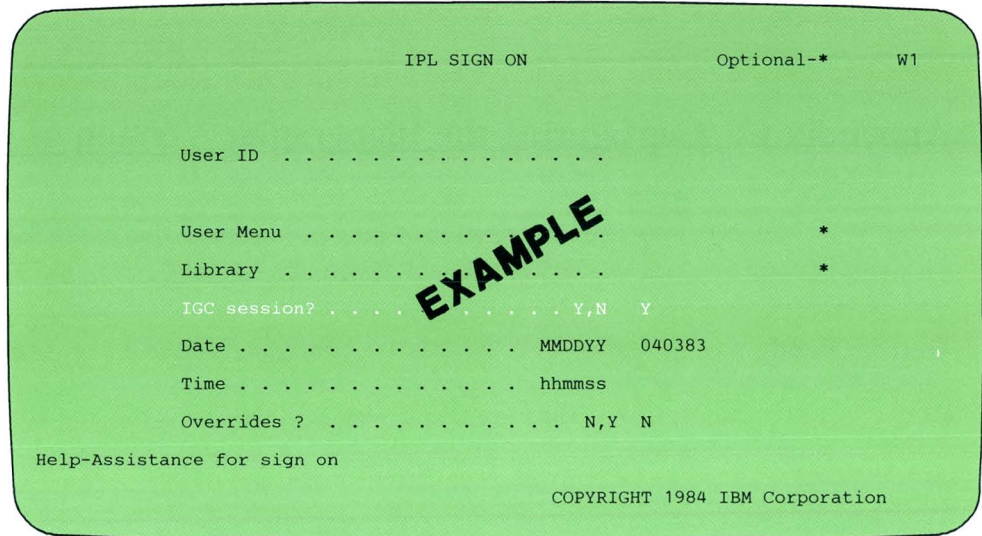 IPL SIGN ON Optional-* W1
User ID . . . . . . . . . . . . . . .
User Menu . . . . . . . . . . . . . . *
Library . . . . . . . . . . . . . . . *
EXAMPLE
IGC session? . . . . . . . . . . . Y,N Y
Date . . . . . . . . . . . . . MMDDYY 040383
Time . . . . . . . . . . . . . hhmmss
Overrides ? . . . . . . . . . . . N,Y N
Help-Assistance for sign on
COPYRIGHT 1984 IBM Corporation